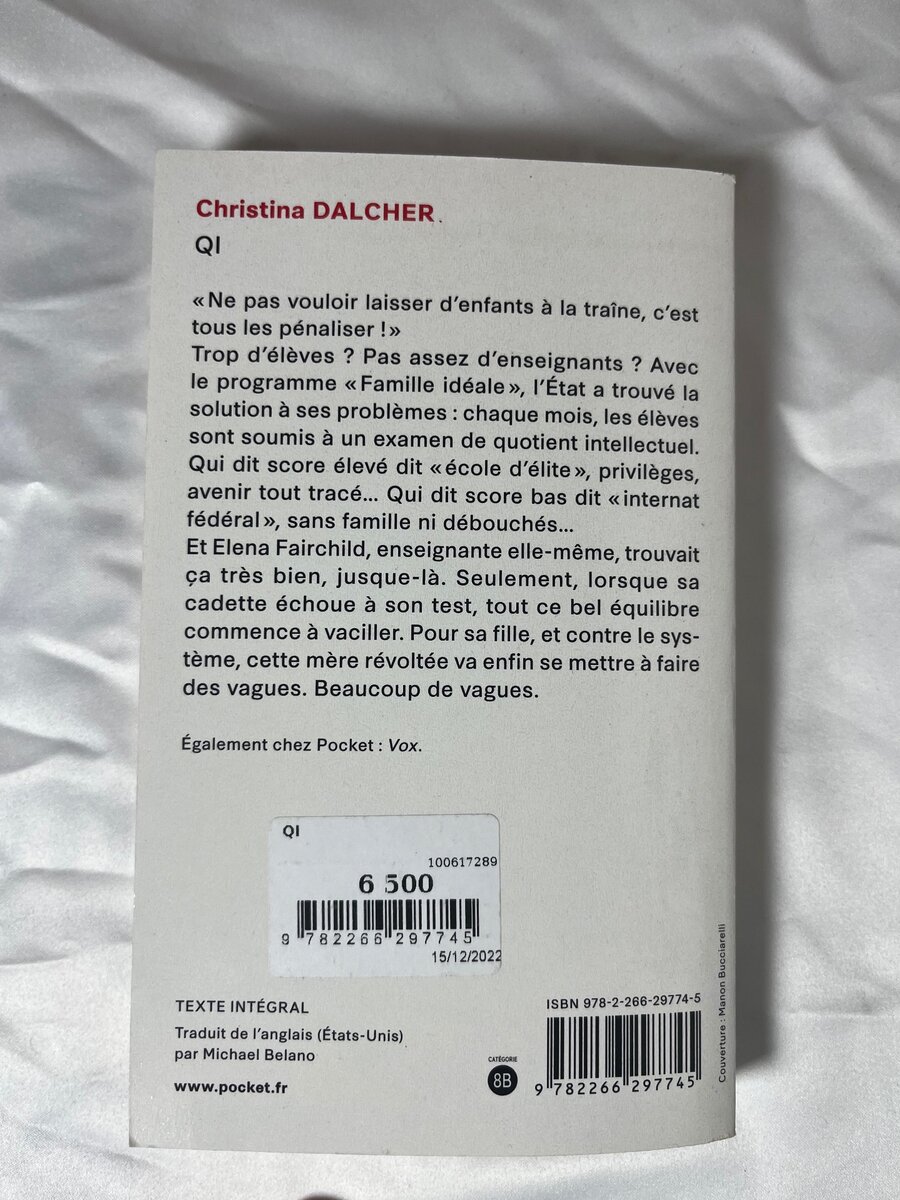 Christina DALCHER
QI
« Ne pas vouloir laisser d'enfants à la traîne, c'est
tous les pénaliser ! »
Trop d'élèves ? Pas assez d'enseignants ? Avec
le programme « Famille idéale », l'État a trouvé la
solution à ses problèmes : chaque mois, les élèves
sont soumis à un examen de quotient intellectuel.
Qui dit score élevé dit « école d'élite », privilèges,
avenir tout tracé... Qui dit score bas dit « internat
fédéral », sans famille ni débouchés...
Et Elena Fairchild, enseignante elle-même, trouvait
ça très bien, jusque-là. Seulement, lorsque sa
cadette échoue à son test, tout ce bel équilibre
commence à vaciller. Pour sa fille, et contre le sys-
tème, cette mère révoltée va enfin se mettre à faire
des vagues. Beaucoup de vagues.
Également chez Pocket : Vox.
QI
100617289
6 500
9 782266 297745
15/12/2022
TEXTE INTÉGRAL
Traduit de l'anglais (États-Unis)
par Michael Belano
www.pocket.fr
CATÉGORIE
8B
ISBN 978-2-266-29774-5
9 782266 297745
Couverture : Manon Bucciarelli